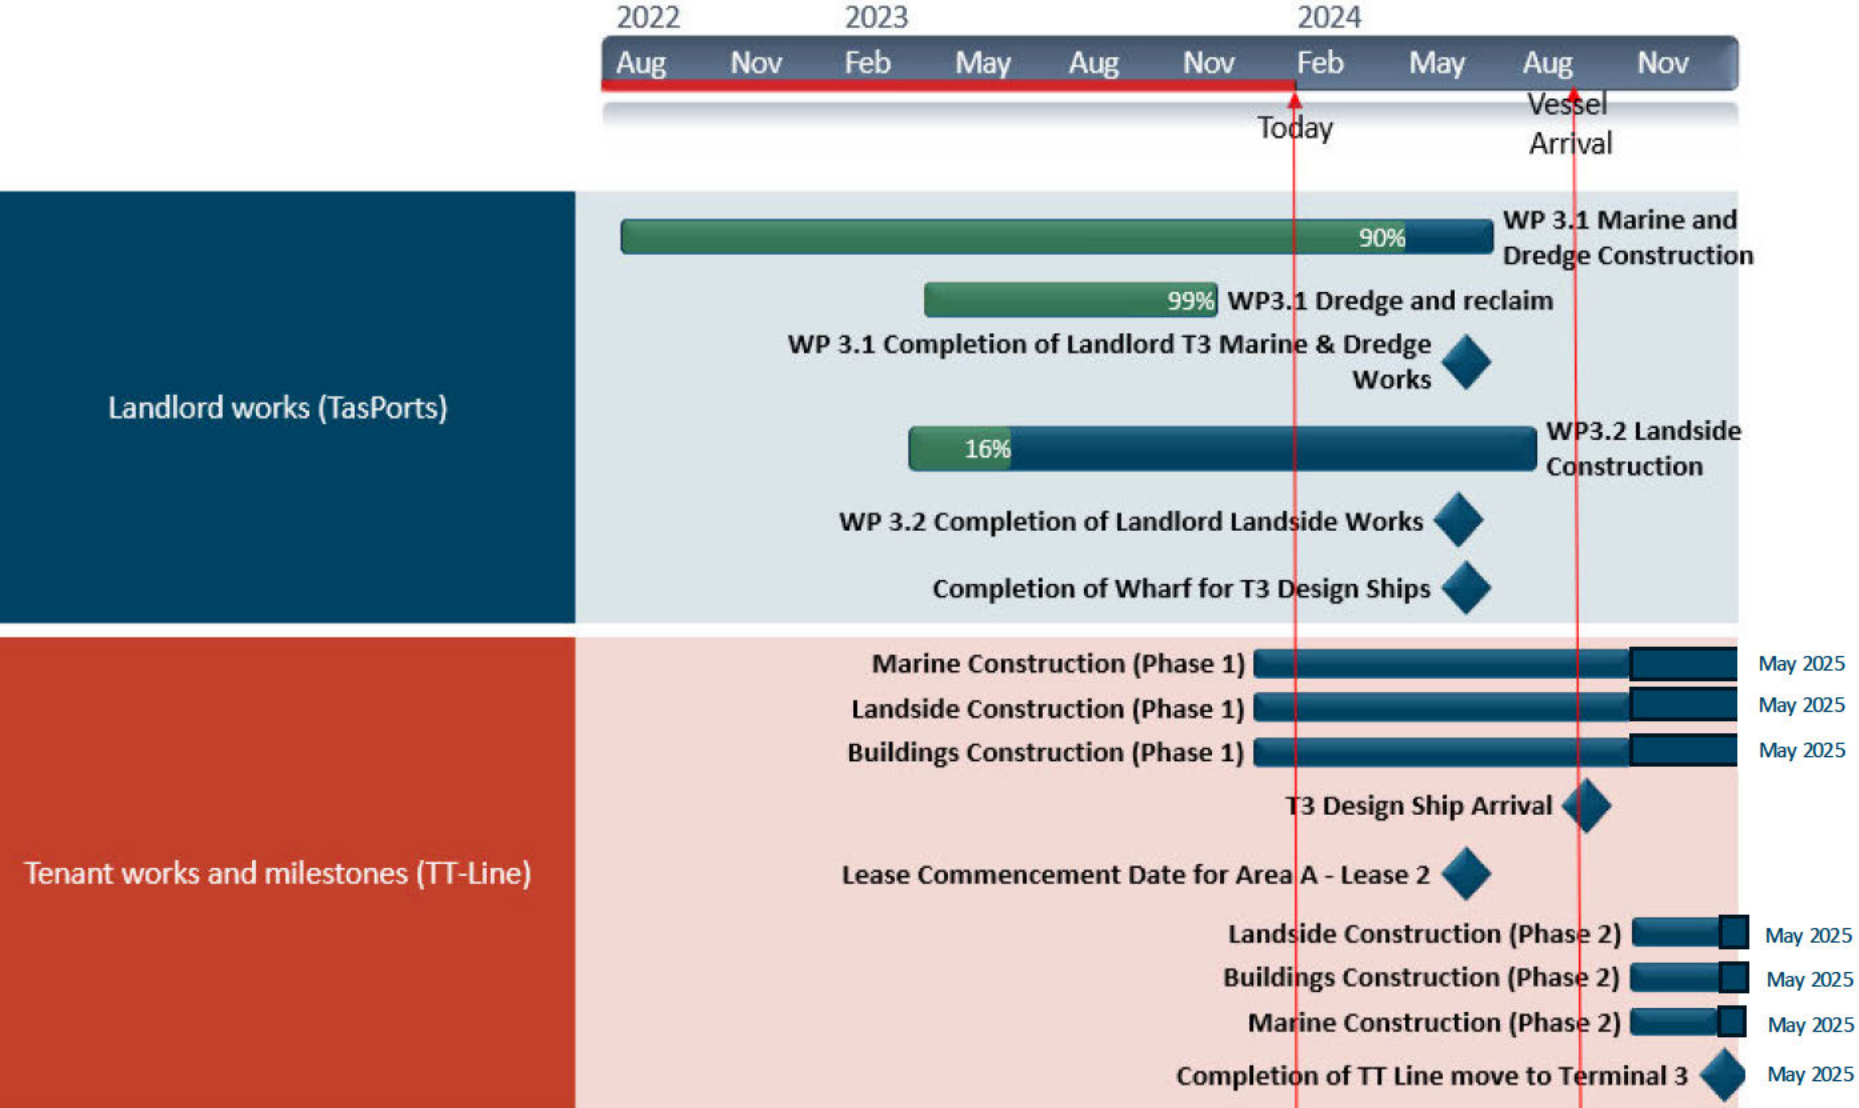 2022 2023 2024
Aug Nov Feb May Aug Nov Feb May Aug Nov
Today
Vessel
Arrival
Landlord works (TasPorts)
90%
WP 3.1 Marine and
Dredge Construction
99%
WP3.1 Dredge and reclaim
WP 3.1 Completion of Landlord T3 Marine & Dredge
Works
16%
WP3.2 Landside
Construction
WP 3.2 Completion of Landlord Landside Works
Completion of Wharf for T3 Design Ships
Tenant works and milestones (TT-Line)
Marine Construction (Phase 1) May 2025
Landside Construction (Phase 1) May 2025
Buildings Construction (Phase 1) May 2025
T3 Design Ship Arrival
Lease Commencement Date for Area A - Lease 2
Landside Construction (Phase 2) May 2025
Buildings Construction (Phase 2) May 2025
Marine Construction (Phase 2) May 2025
Completion of TT Line move to Terminal 3 May 2025